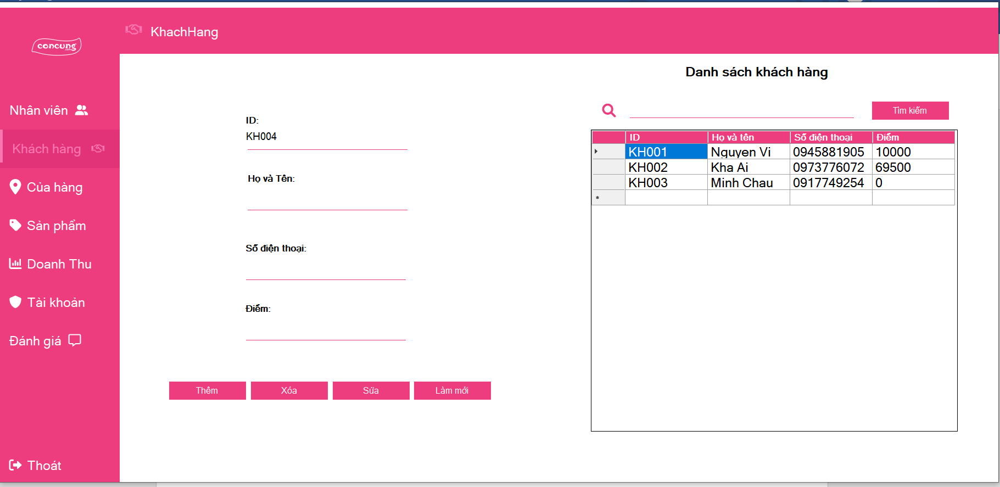 KhachHang
concung
.com
Nhân viên
Khách hàng
Của hàng
Sản phẩm
Doanh Thu
Tài khoản
Đánh giá
Thoát
ID:
KH004
Họ và Tên:
Số điện thoại:
Điểm:
Thêm Xóa Sửa Làm mới
Danh sách khách hàng
Tìm kiếm
ID Họ và tên Số điện thoại Điểm
KH001 Nguyen Vi 0945881905 10000
KH002 Kha Ai 0973776072 69500
KH003 Minh Chau 0917749254 0